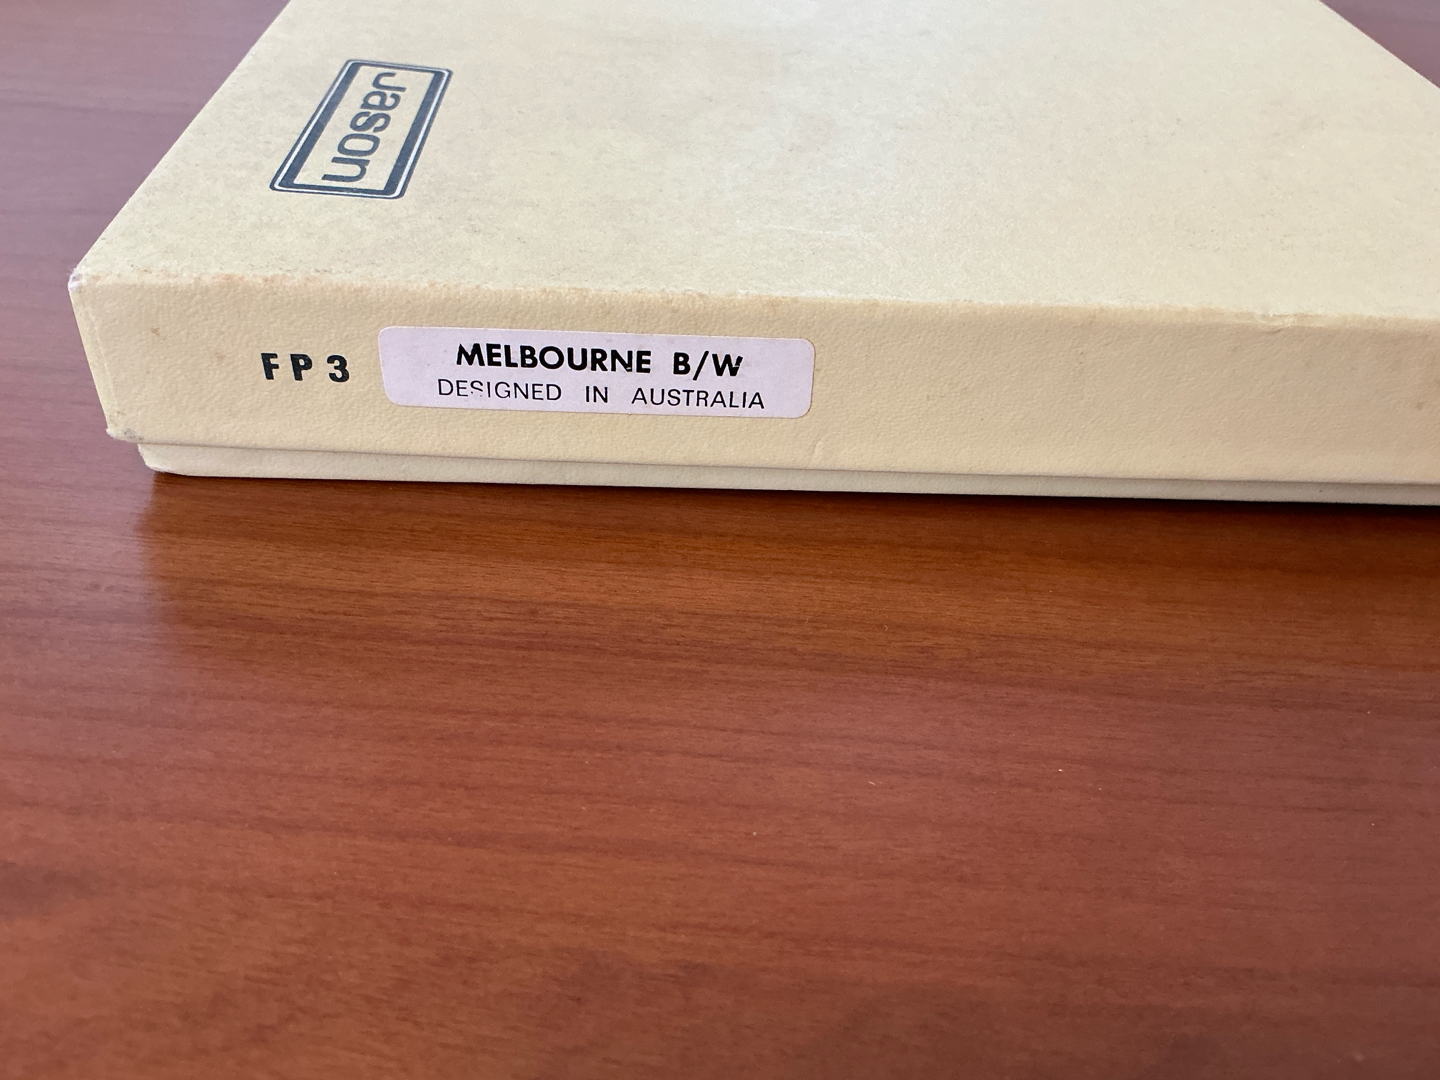 Jason
FP3
MELBOURNE B/W
DESIGNED IN AUSTRALIA